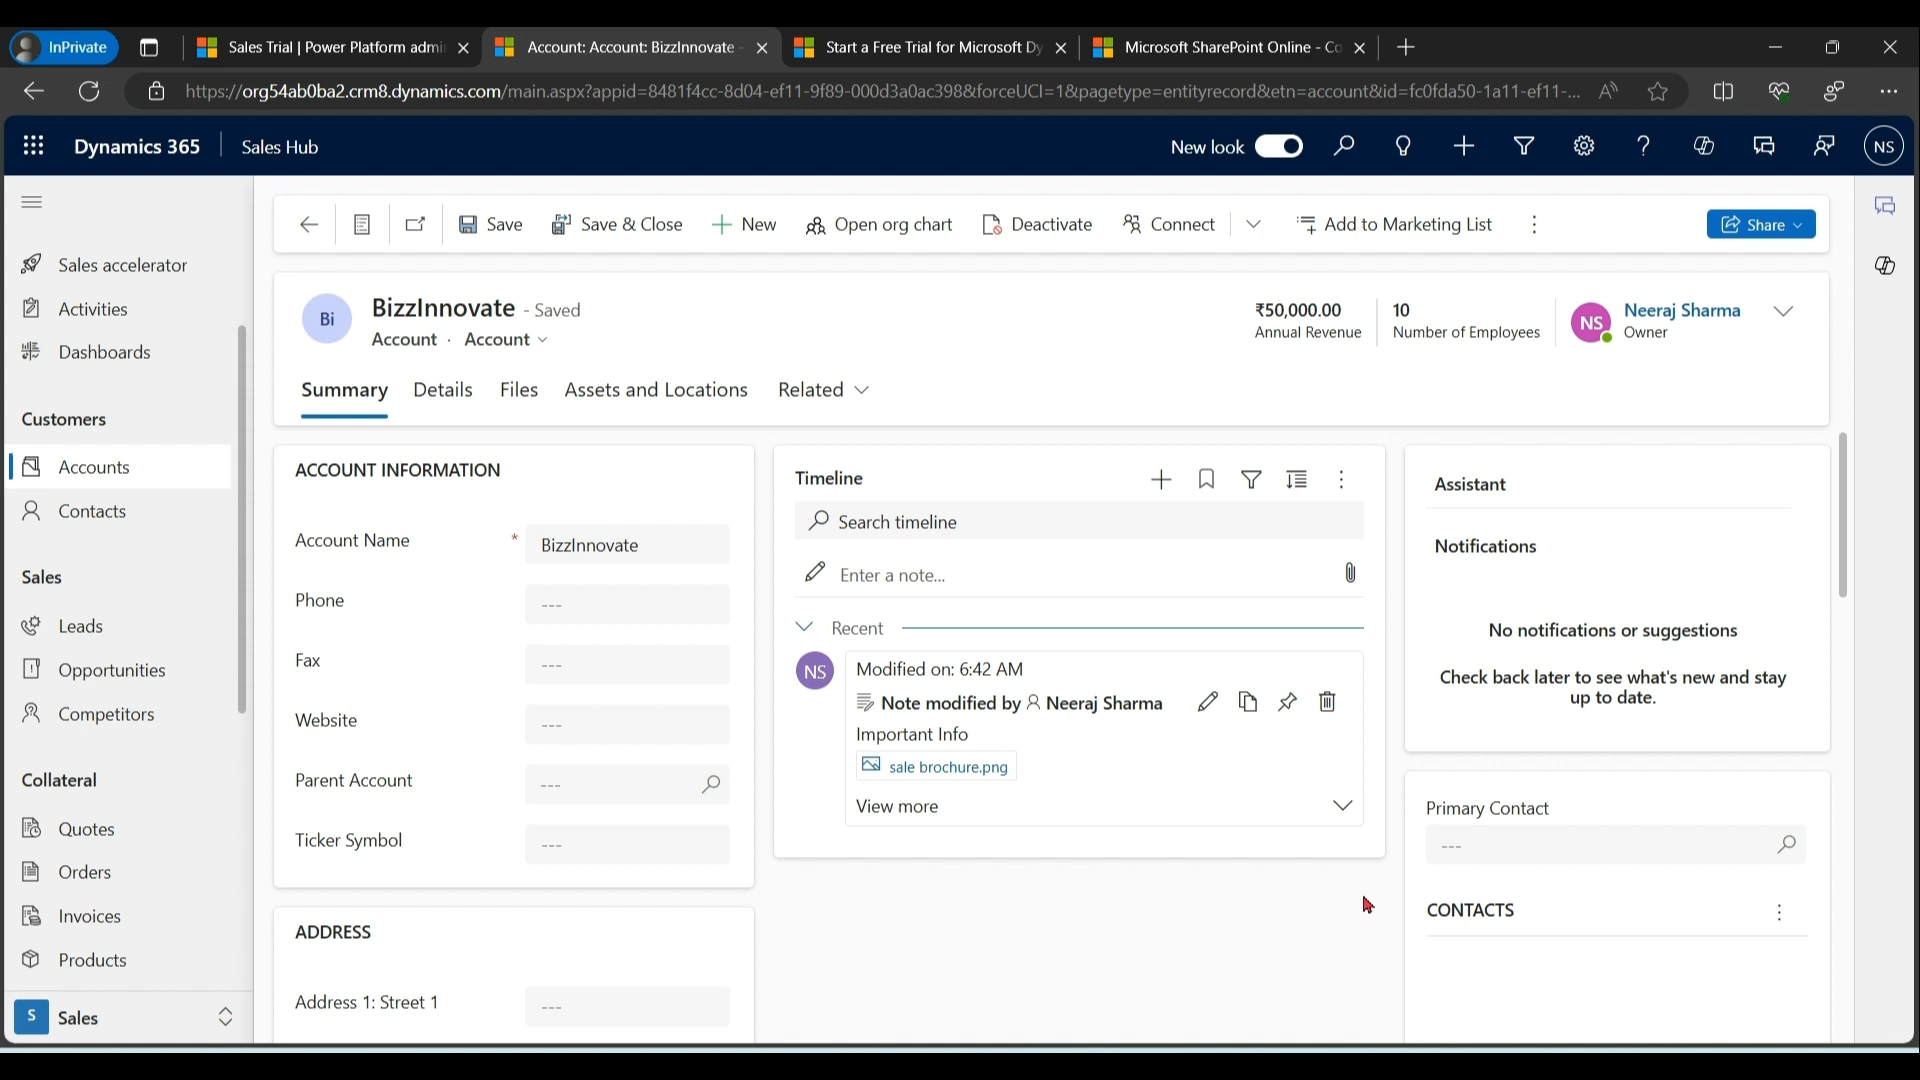 InPrivate
Sales Trial | Power Platform admi
Account: Account: BizzInnovate -
Start a Free Trial for Microsoft Dy
Microsoft SharePoint Online - Co
https://org54ab0ba2.crm8.dynamics.com/main.aspx?appid=8481f4cc-8d04-ef11-9f89-000d3a0ac398&forceUCI=1&pagetype=entityrecord&etn=account&id=fc0fda50-1a11-ef11-...
Dynamics 365
Sales Hub
New look
NS
Save
Save & Close
New
Open org chart
Deactivate
Connect
Add to Marketing List
Share
Sales accelerator
Activities
Dashboards
Customers
Accounts
Contacts
Sales
Leads
Opportunities
Competitors
Collateral
Quotes
Orders
Invoices
Products
S Sales
Bi
BizzInnovate - Saved
Account · Account
₹50,000.00
Annual Revenue
10
Number of Employees
NS
Neeraj Sharma
Owner
Summary
Details
Files
Assets and Locations
Related
ACCOUNT INFORMATION
Account Name * BizzInnovate
Phone ---
Fax ---
Website ---
Parent Account ---
Ticker Symbol ---
ADDRESS
Address 1: Street 1 ---
Timeline
Search timeline
Enter a note...
Recent
NS
Modified on: 6:42 AM
Note modified by Neeraj Sharma
Important Info
sale brochure.png
View more
Assistant
Notifications
No notifications or suggestions
Check back later to see what's new and stay
up to date.
Primary Contact
---
CONTACTS